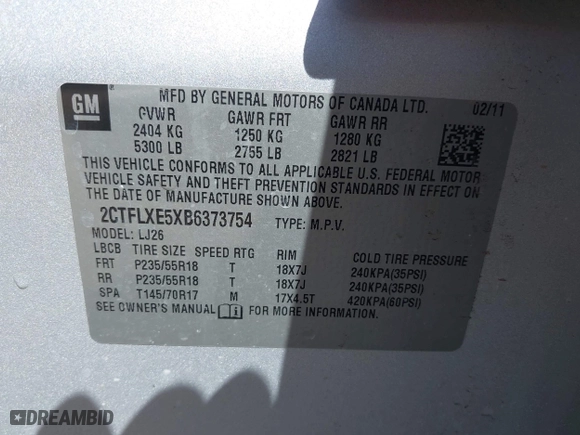 GM
MFD BY GENERAL MOTORS OF CANADA LTD. 02/11
GVWR GAWR FRT GAWR RR
2404 KG 1250 KG 1280 KG
5300 LB 2755 LB 2821 LB
THIS VEHICLE CONFORMS TO ALL APPLICABLE U.S. FEDERAL MOTOR
VEHICLE SAFETY AND THEFT PREVENTION STANDARDS IN EFFECT ON
THE DATE OF MANUFACTURE SHOWN ABOVE.
2CTFLXE5XB6373754 TYPE: M.P.V.
MODEL: LJ26
LBCB TIRE SIZE SPEED RTG RIM COLD TIRE PRESSURE
FRT P235/55R18 T 18X7J 240KPA(35PSI)
RR P235/55R18 T 18X7J 240KPA(35PSI)
SPA T145/70R17 M 17X4.5T 420KPA(60PSI)
SEE OWNER'S MANUAL i FOR MORE INFORMATION.
DREAMBID